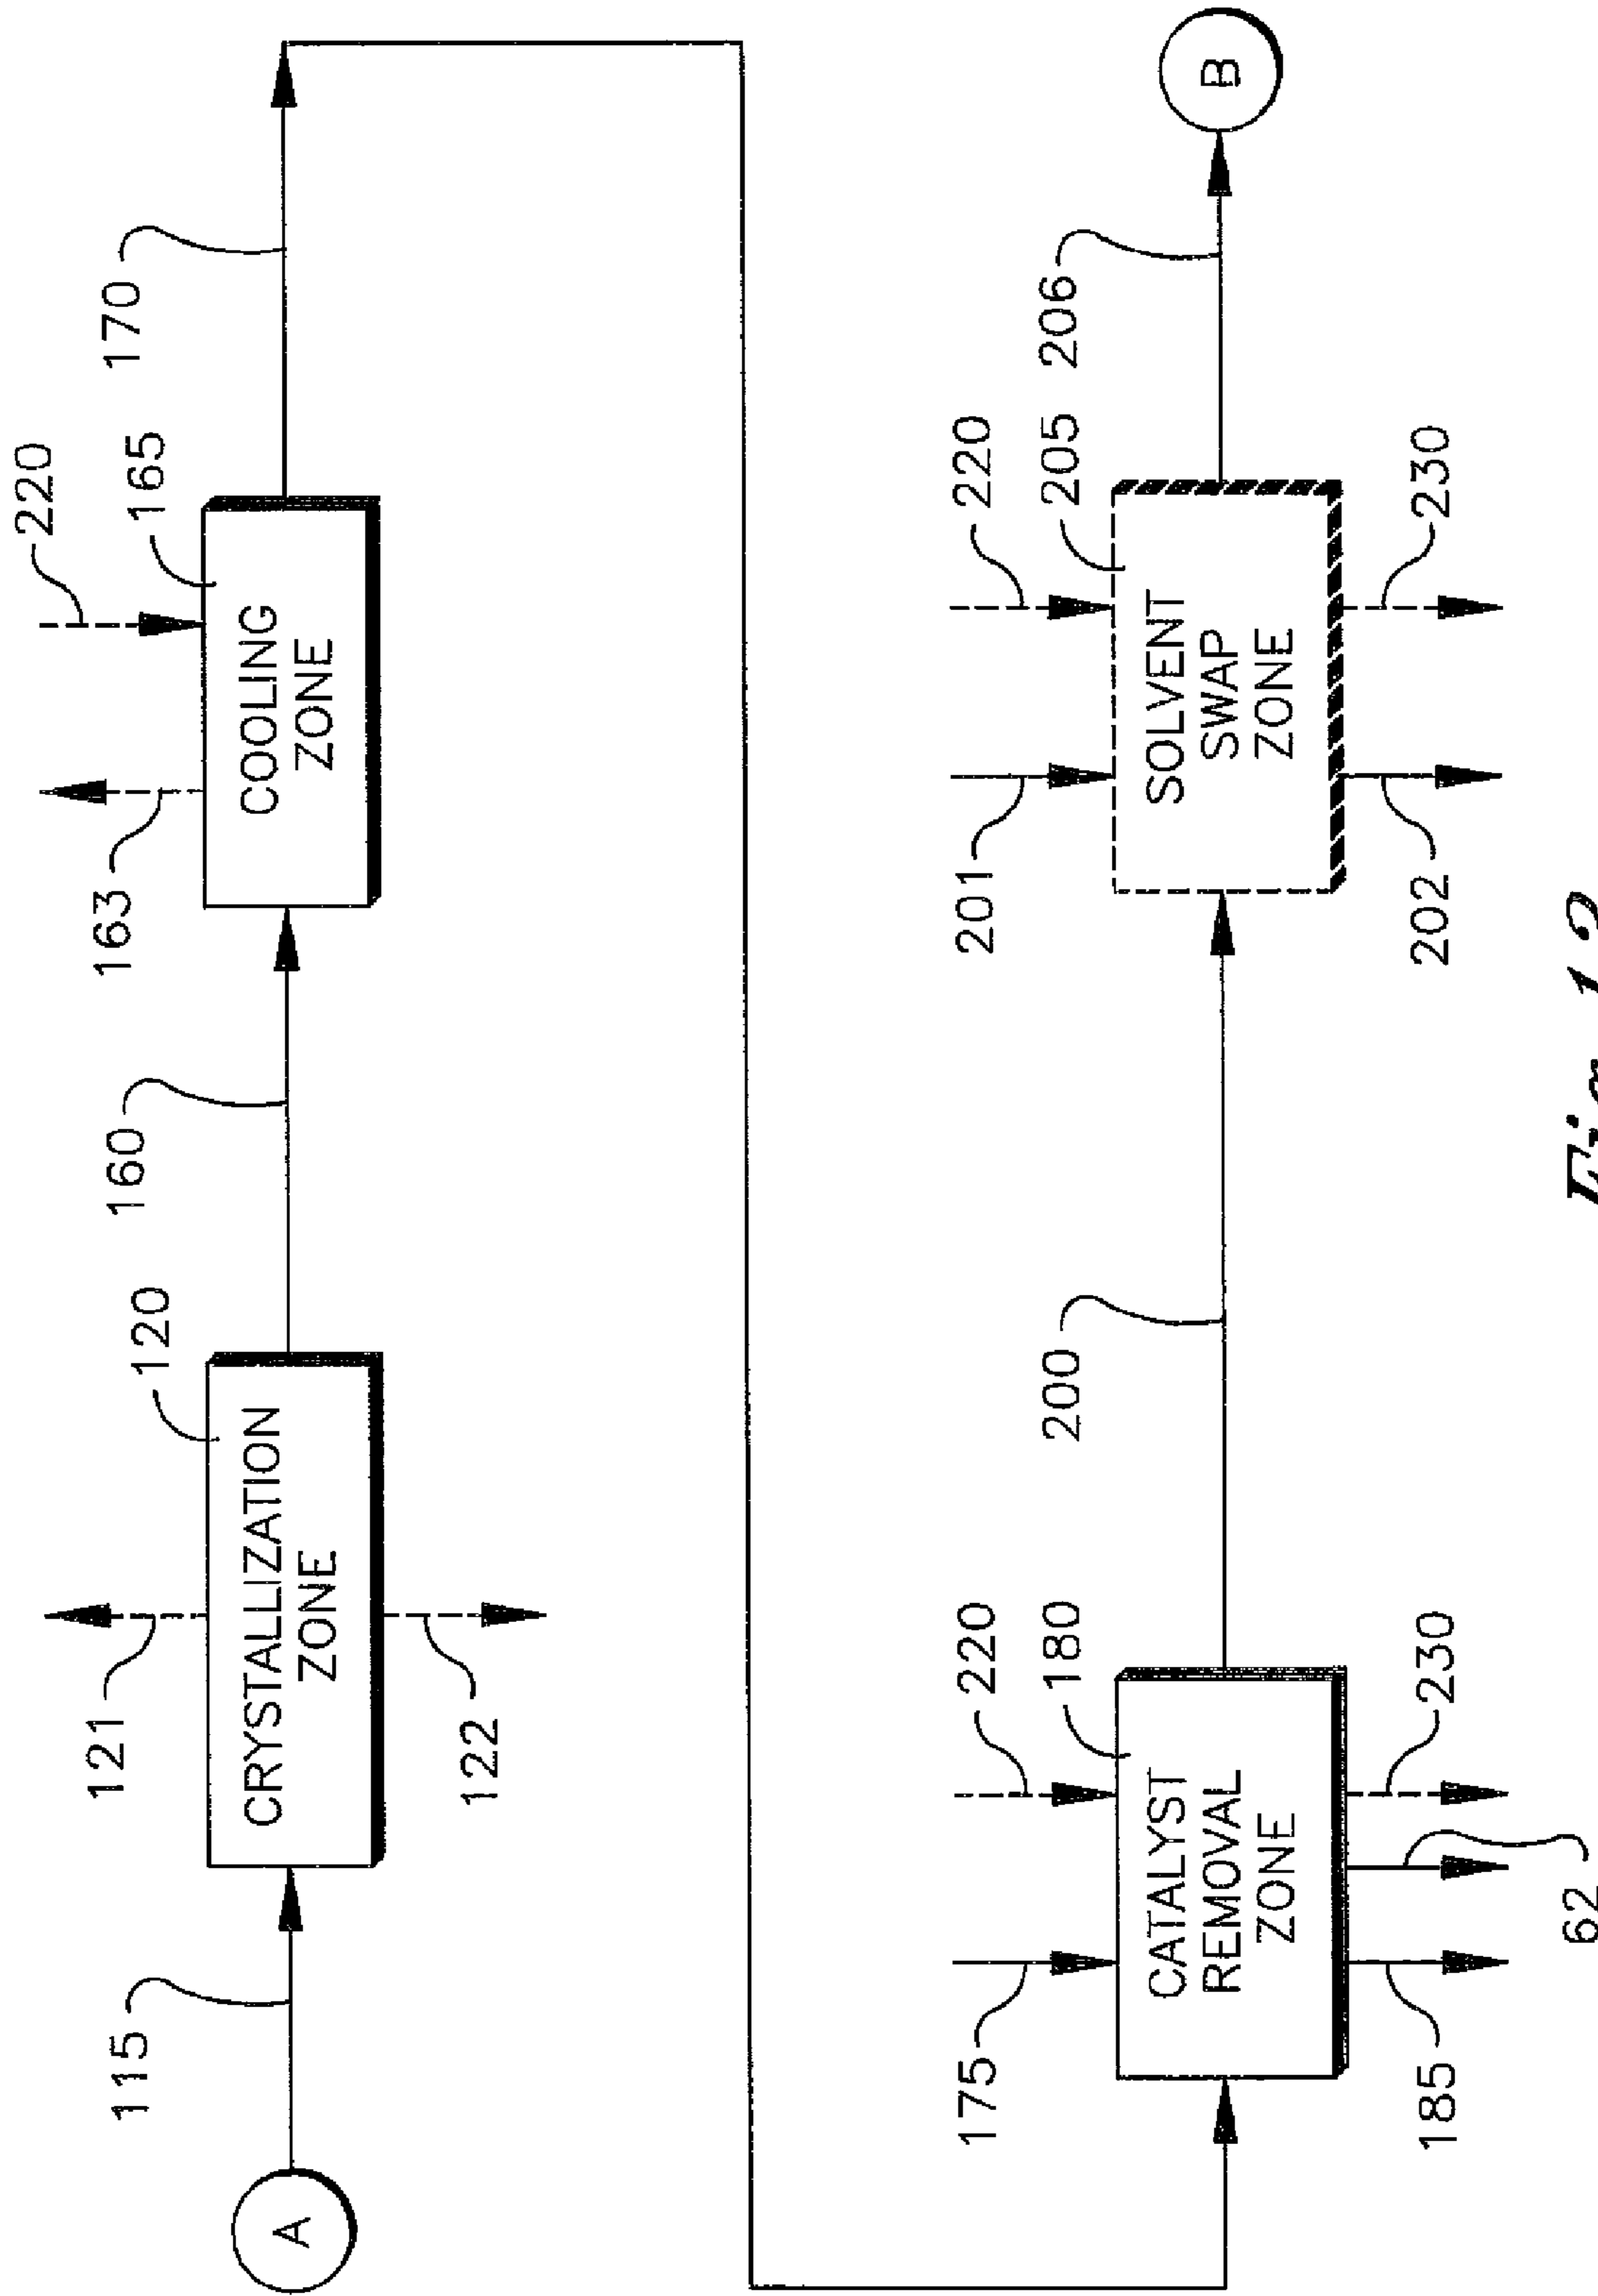 A
115
121
120
CRYSTALLIZATION
ZONE
122
160
163
220
165
COOLING
ZONE
170
175
220
180
CATALYST
REMOVAL
ZONE
185
62
230
200
201
220
205
SOLVENT
SWAP
ZONE
202
230
206
B
Fig. 12